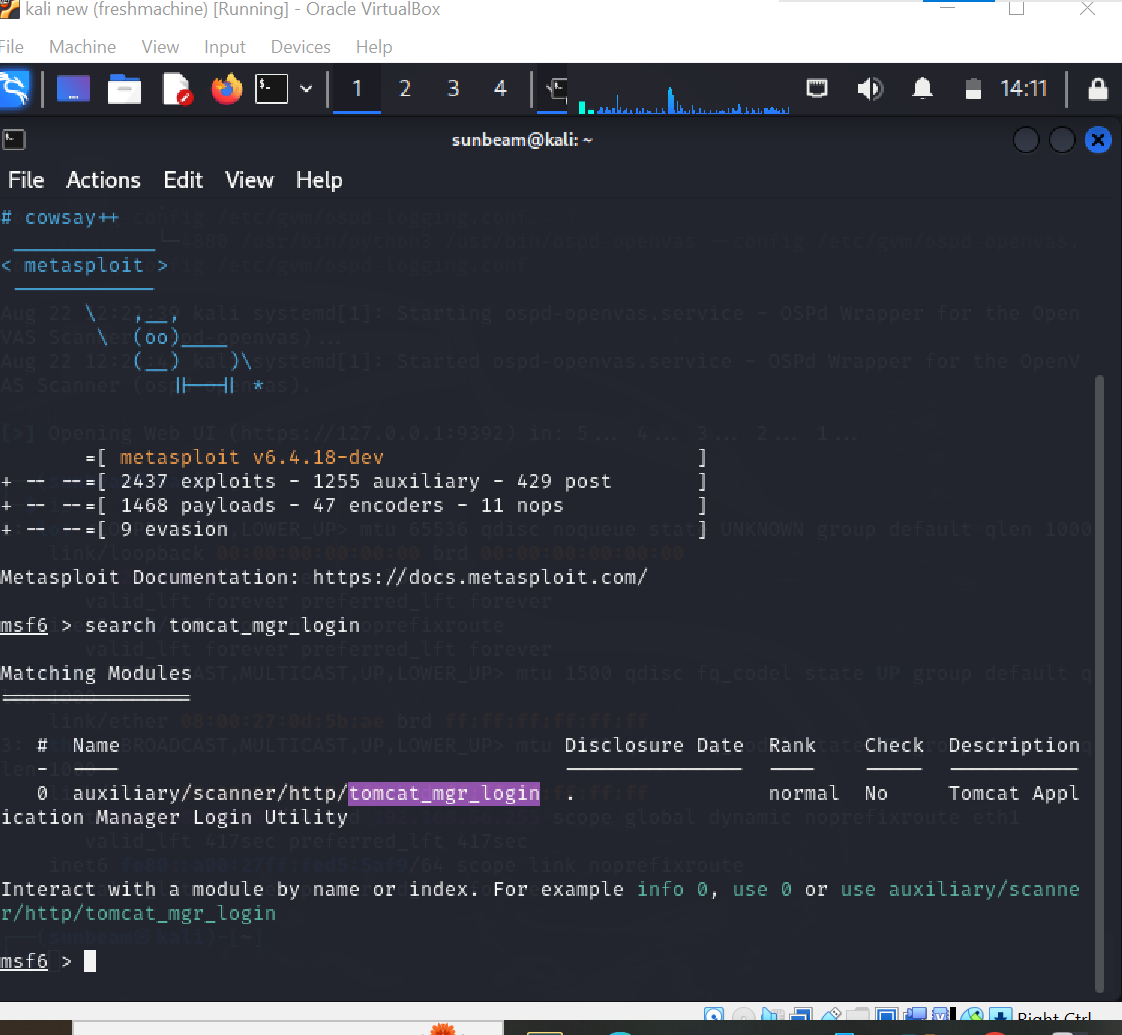 kali new (freshmachine) [Running] - Oracle VirtualBox
File Machine View Input Devices Help
1 2 3 4 14:11
sunbeam@kali: ~
File Actions Edit View Help
# cowsay++
 ____________
< metasploit >
 ------------
       \   ,__,
        \  (oo)____
           (__)    )\
              ||--|| *
       =[ metasploit v6.4.18-dev                          ]
+ -- --=[ 2437 exploits - 1255 auxiliary - 429 post       ]
+ -- --=[ 1468 payloads - 47 encoders - 11 nops           ]
+ -- --=[ 9 evasion                                       ]
Metasploit Documentation: https://docs.metasploit.com/
msf6 > search tomcat_mgr_login
Matching Modules
================
   #  Name                                     Disclosure Date  Rank    Check  Description
   -  ----                                     ---------------  ----    -----  -----------
   0  auxiliary/scanner/http/tomcat_mgr_login  .                normal  No     Tomcat Appl
ication Manager Login Utility
Interact with a module by name or index. For example info 0, use 0 or use auxiliary/scanne
r/http/tomcat_mgr_login
msf6 >
Right Ctrl